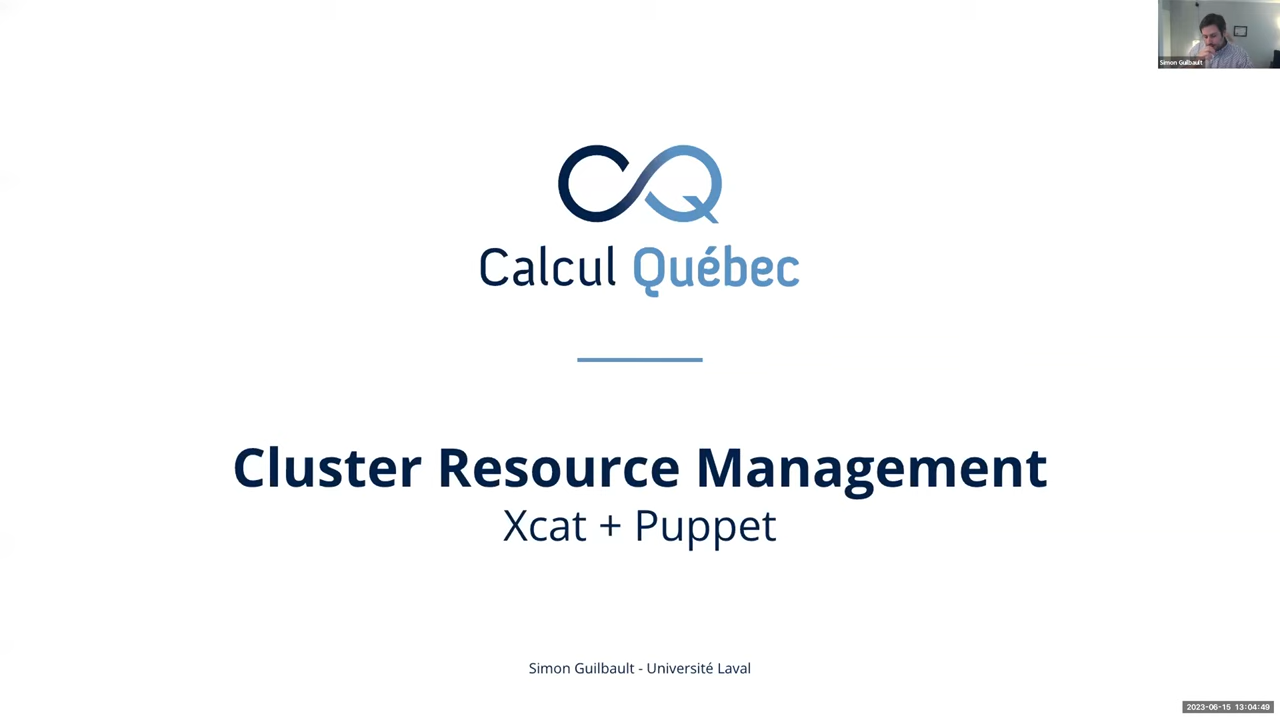 Simon Guilbault
CQ
Calcul Québec
Cluster Resource Management
Xcat + Puppet
Simon Guilbault - Université Laval
2023-06-15 13:04:49